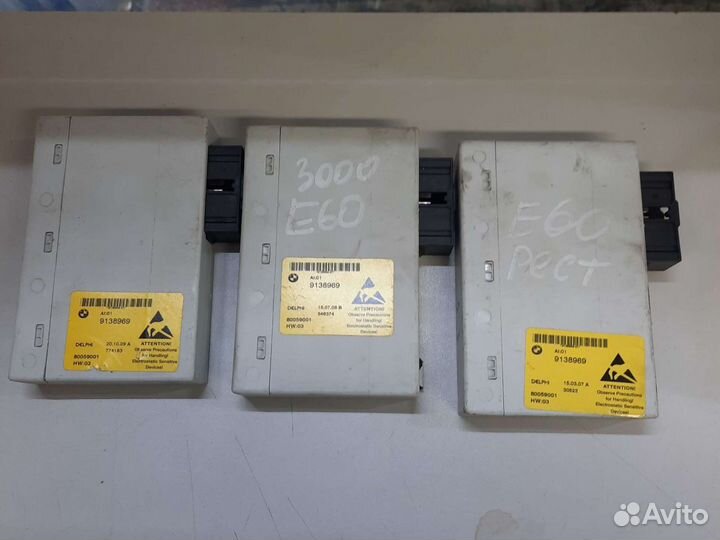 AI:01
9138969
DELPHI 20.10.09 A
774183
80059001
HW:03
ATTENTION!
Observe Precautions
for Handling!
Electrostatic Sensitive
Devices!
3000
E60
AI:01
9138969
DELPHI 15.07.08 B
80059001
HW:03
ATTENTION!
Observe Precautions
for Handling!
Electrostatic Sensitive
Devices!
E60
рест
AI:01
9138969
DELPHI 15.03.07 A
30623
80059001
HW:03
ATTENTION!
Observe Precautions
for Handling!
Electrostatic Sensitive
Devices!
Avito